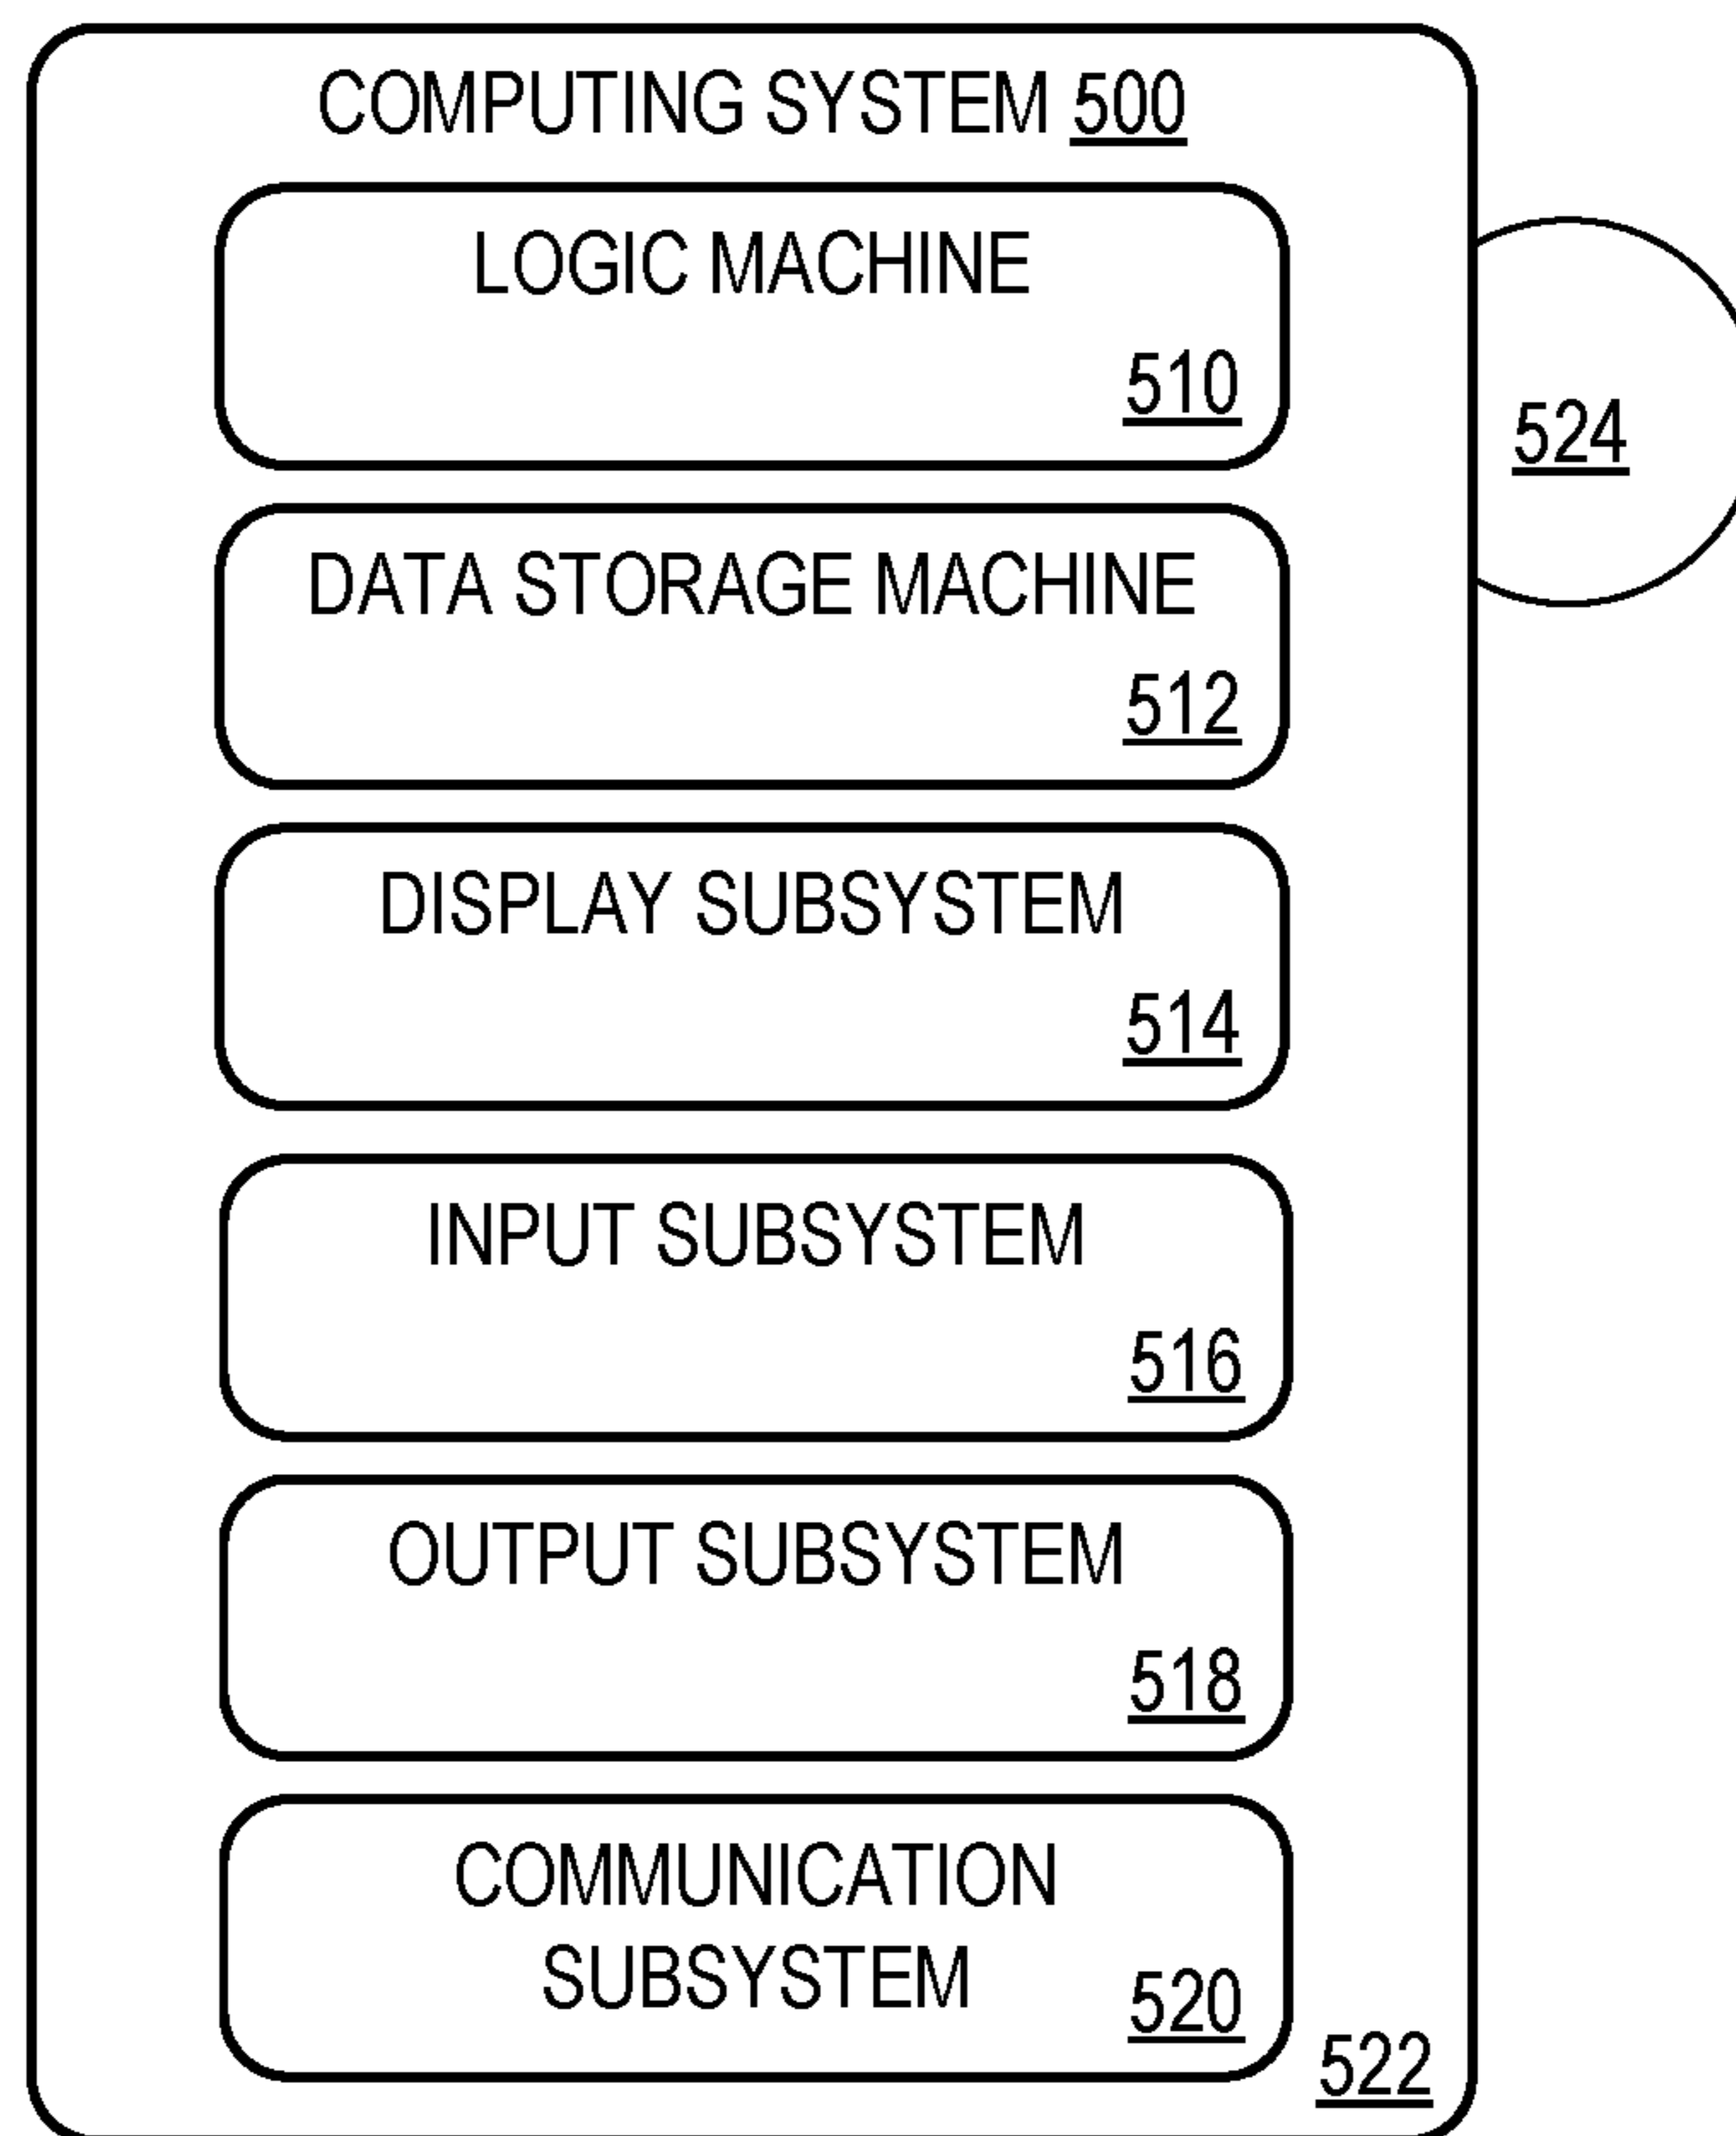 COMPUTING SYSTEM 500
LOGIC MACHINE
510
524
DATA STORAGE MACHINE
512
DISPLAY SUBSYSTEM
514
INPUT SUBSYSTEM
516
OUTPUT SUBSYSTEM
518
COMMUNICATION
SUBSYSTEM 520
522